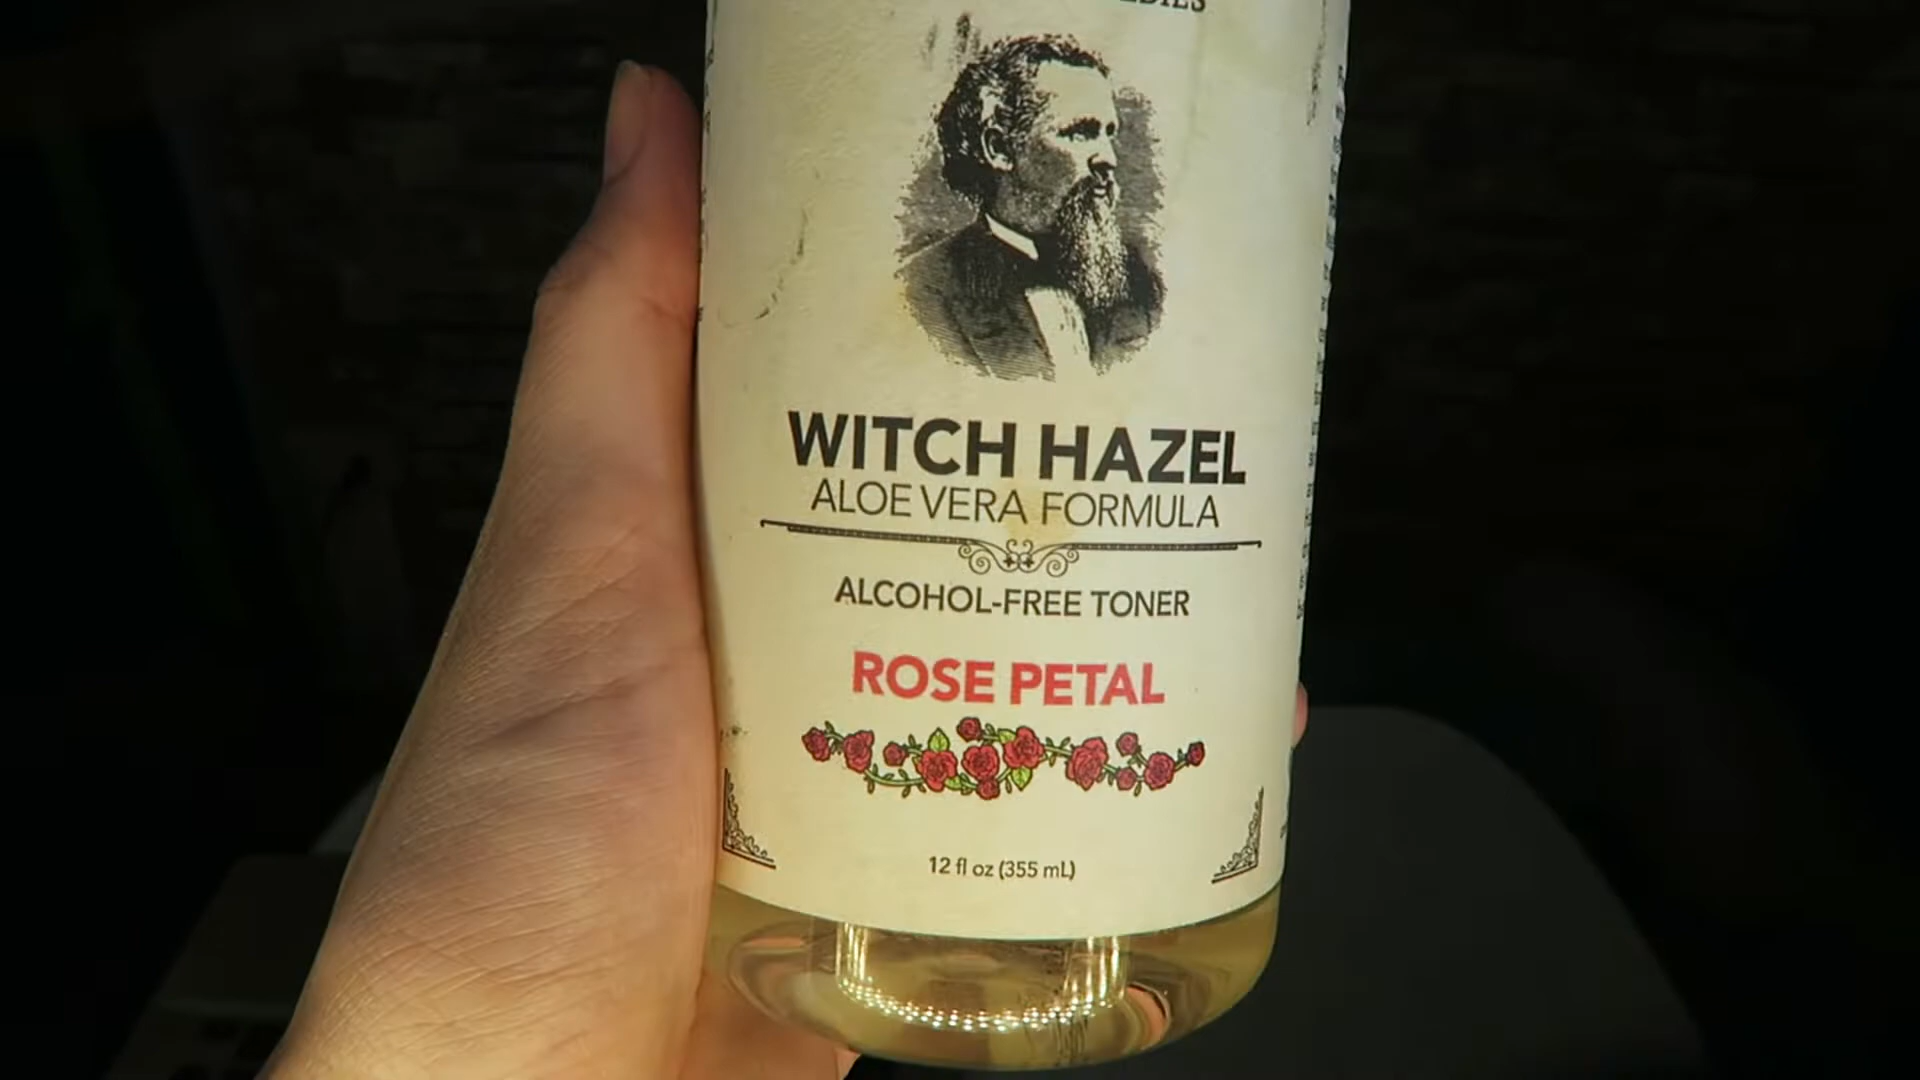 WITCH HAZEL
ALOE VERA FORMULA
ALCOHOL-FREE TONER
ROSE PETAL
12 fl oz (355 mL)